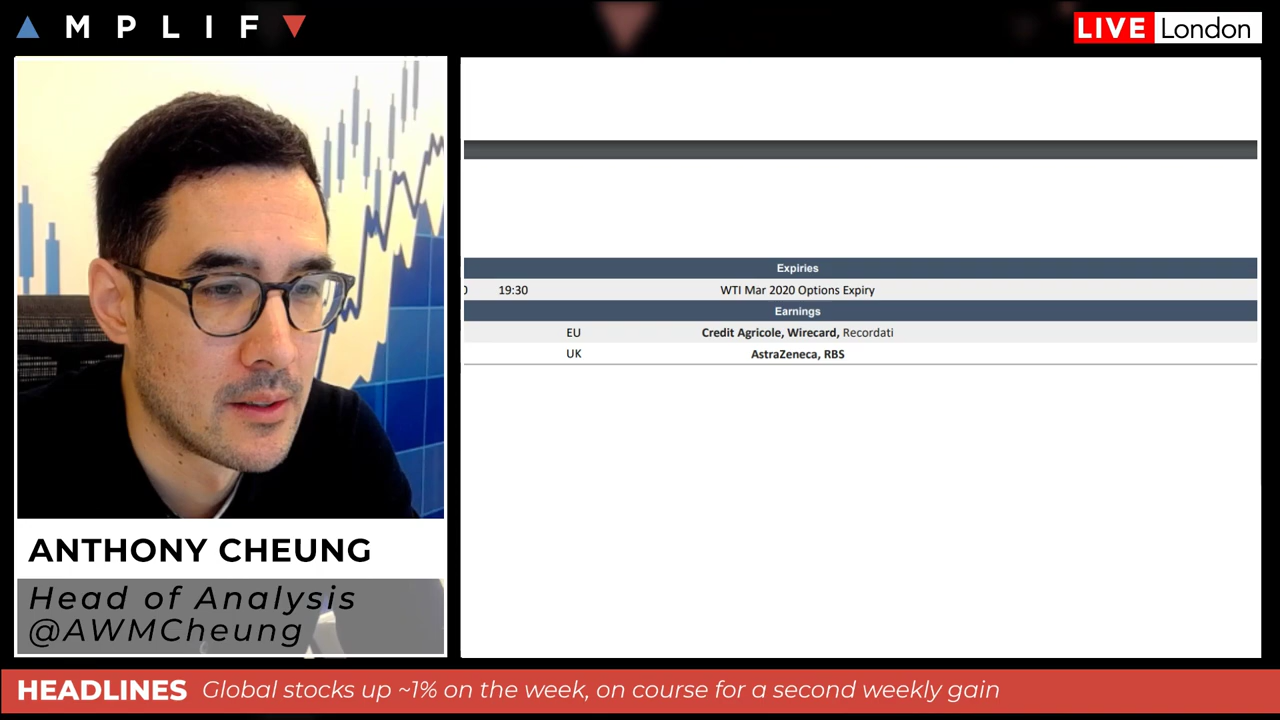 ▲ M P L I F ▼
LIVE London
Expiries
19:30 WTI Mar 2020 Options Expiry
Earnings
EU Credit Agricole, Wirecard, Recordati
UK AstraZeneca, RBS
ANTHONY CHEUNG
Head of Analysis
@AWMCheung
HEADLINES Global stocks up ~1% on the week, on course for a second weekly gain